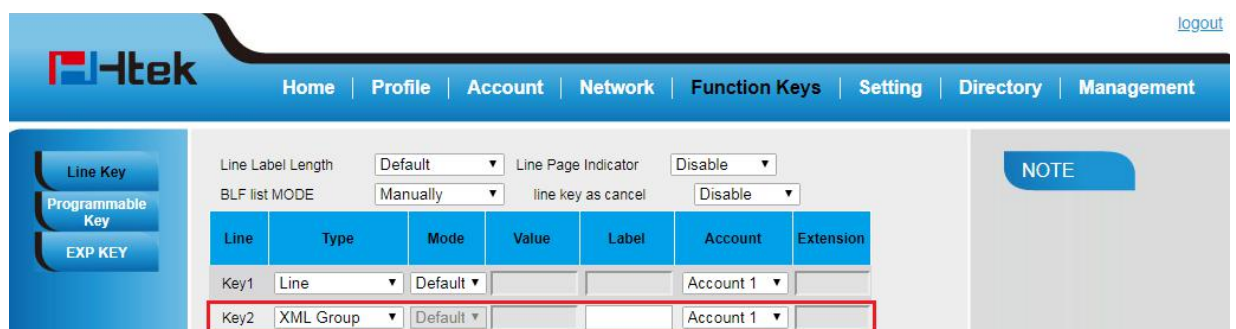 logout
Htek
Home | Profile | Account | Network | Function Keys | Setting | Directory | Management
Line Key
Programmable Key
EXP KEY
Line Label Length Default Line Page Indicator Disable
BLF list MODE Manually line key as cancel Disable
Line Type Mode Value Label Account Extension
Key1 Line Default Account 1
Key2 XML Group Default Account 1
NOTE